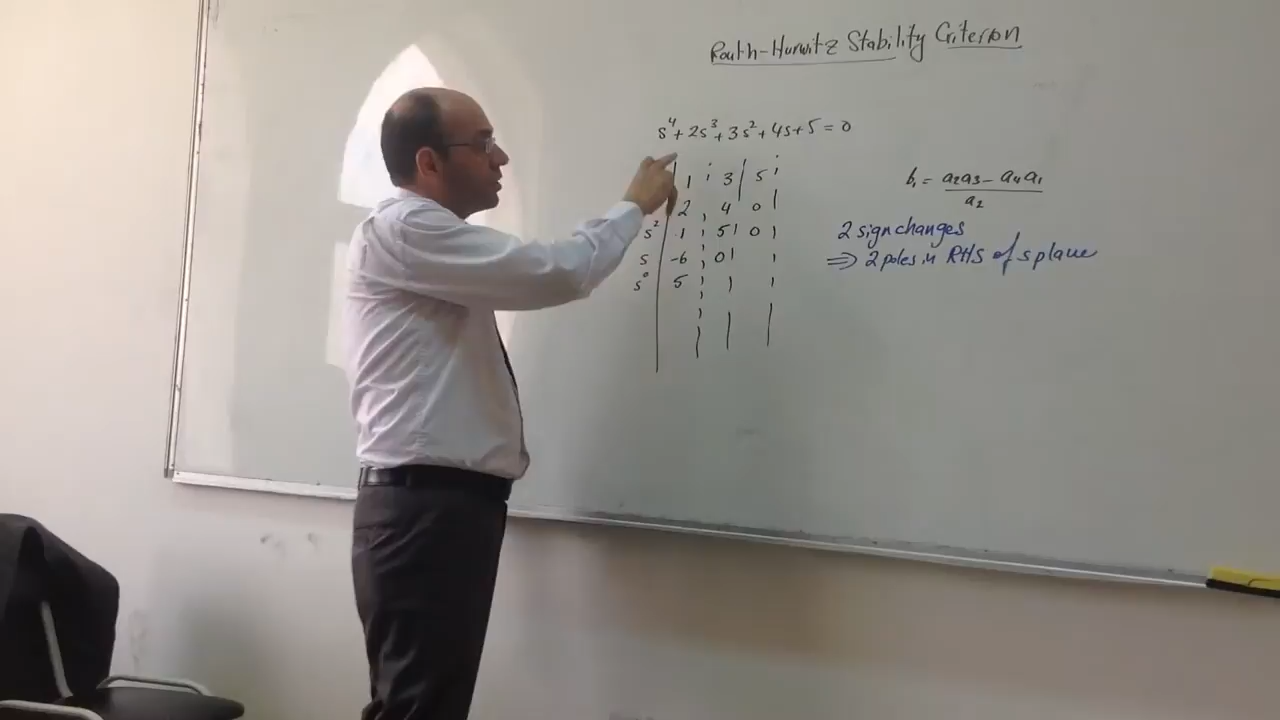 Routh-Hurwitz Stability Criterion
s⁴+2s³+3s²+4s+5=0
1 3 5
2 4 0
s² 1 5 0
s -6 0
s⁰ 5
b₁ = (a₂a₃ - a₄a₁) / a₂
2 sign changes
⇒ 2 poles in RHS of s plane